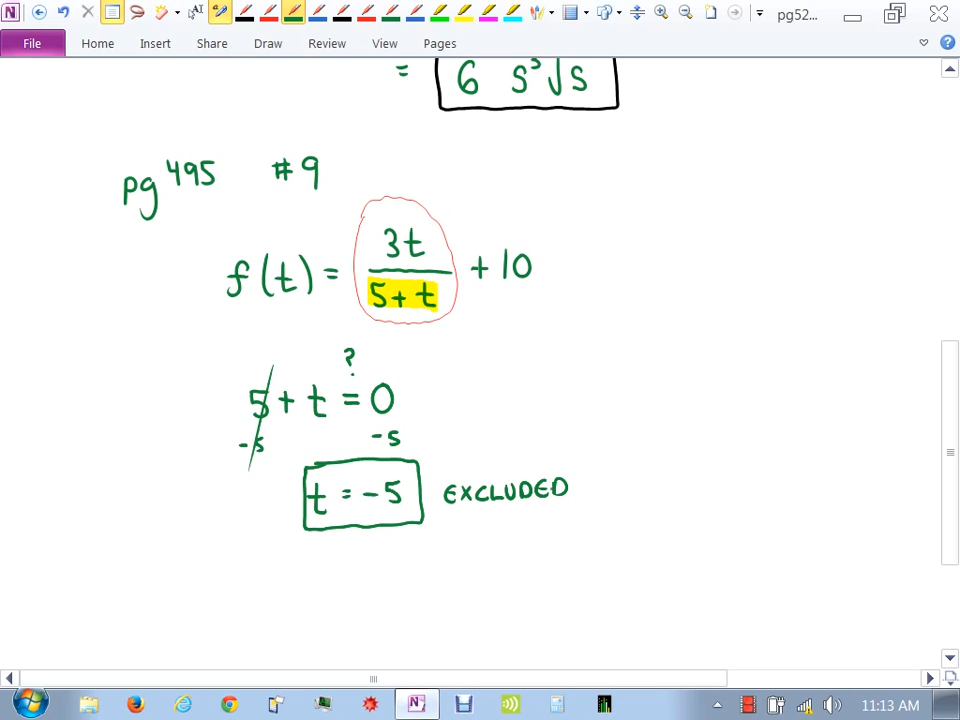 pg52...
File Home Insert Share Draw Review View Pages
= 6 s³√s
pg 495 #9
f(t) = 3t / 5+t + 10
?
5 + t = 0
-5 -5
t = -5 EXCLUDED
11:13 AM